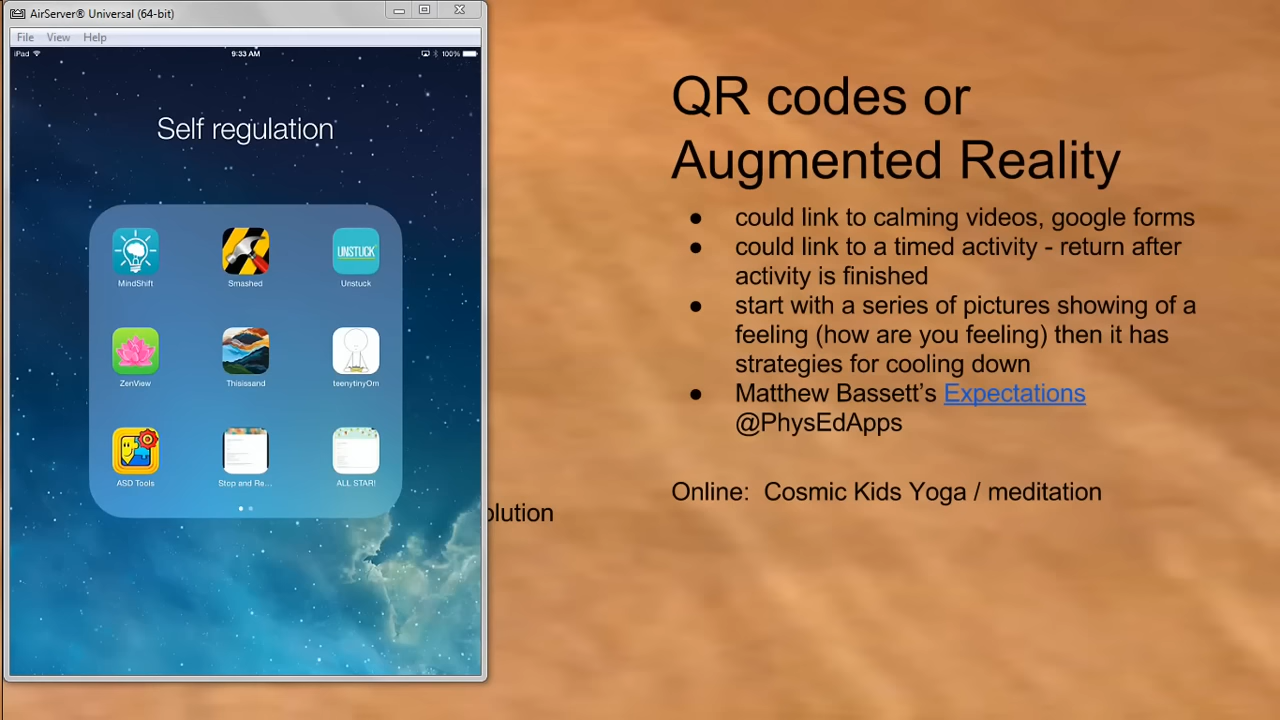 AirServer® Universal (64-bit)
File View Help
iPad 9:33 AM 100%
Self regulation
MindShift Smashed Unstuck
UNSTUCK
ZenView Thisissand teenytinyOm
ASD Tools Stop and Re... ALL STAR!
olution
QR codes or
Augmented Reality
● could link to calming videos, google forms
● could link to a timed activity - return after
activity is finished
● start with a series of pictures showing of a
feeling (how are you feeling) then it has
strategies for cooling down
● Matthew Bassett’s Expectations
@PhysEdApps
Online: Cosmic Kids Yoga / meditation